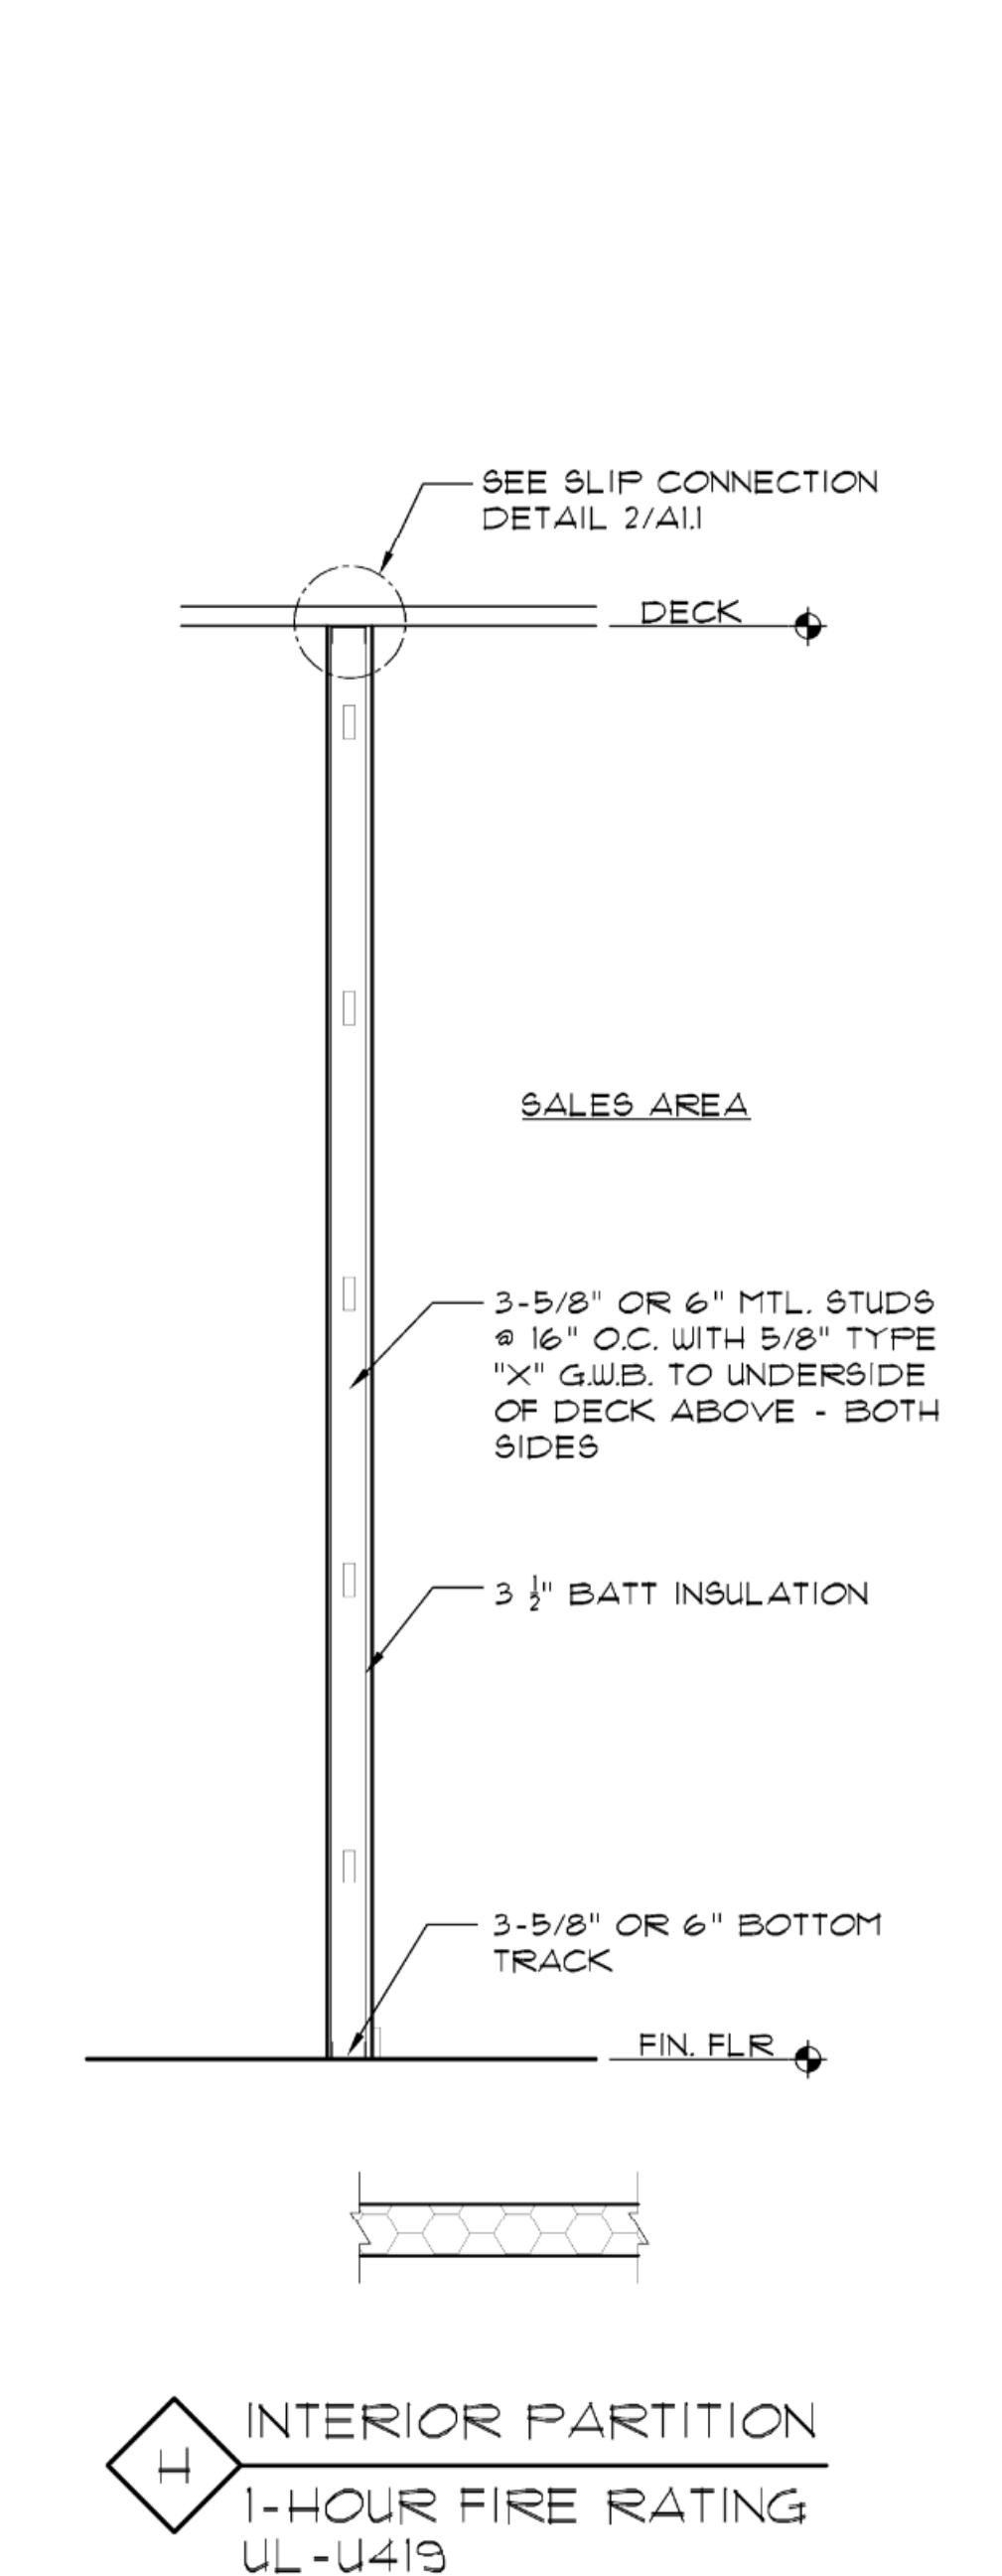 SEE SLIP CONNECTION
DETAIL 2/A1.1
DECK
SALES AREA
3-5/8" OR 6" MTL. STUDS
@ 16" O.C. WITH 5/8" TYPE
"X" G.W.B. TO UNDERSIDE
OF DECK ABOVE - BOTH
SIDES
3 1/2" BATT INSULATION
3-5/8" OR 6" BOTTOM
TRACK
FIN. FLR
H
INTERIOR PARTITION
1-HOUR FIRE RATING
UL-U419